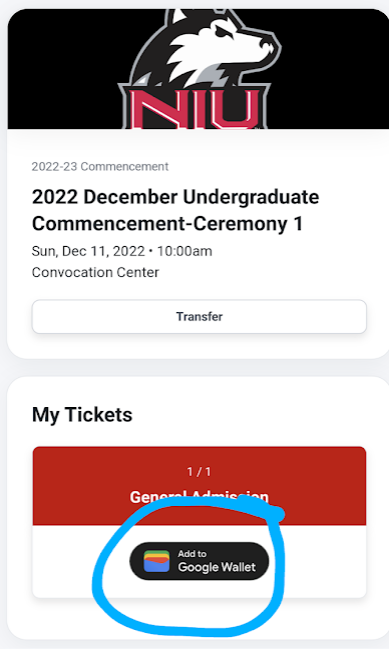 NIU
2022-23 Commencement
2022 December Undergraduate
Commencement-Ceremony 1
Sun, Dec 11, 2022 • 10:00am
Convocation Center
Transfer
My Tickets
1 / 1
General Admission
Add to
Google Wallet